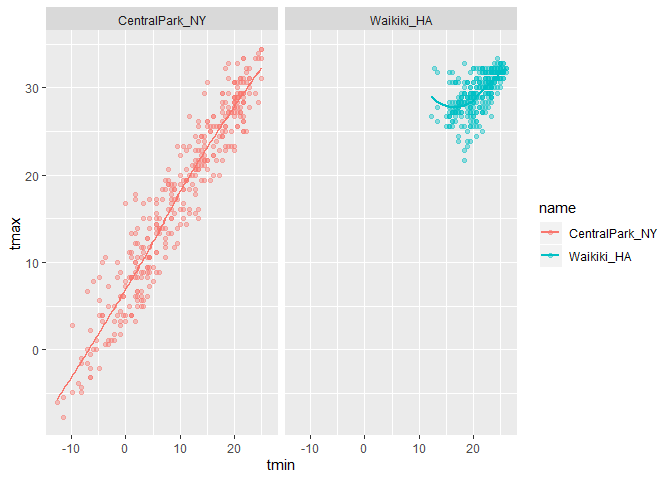 CentralPark_NY
Waikiki_HA
30
20
10
0
tmax
-10 0 10 20
-10 0 10 20
tmin
name
CentralPark_NY
Waikiki_HA